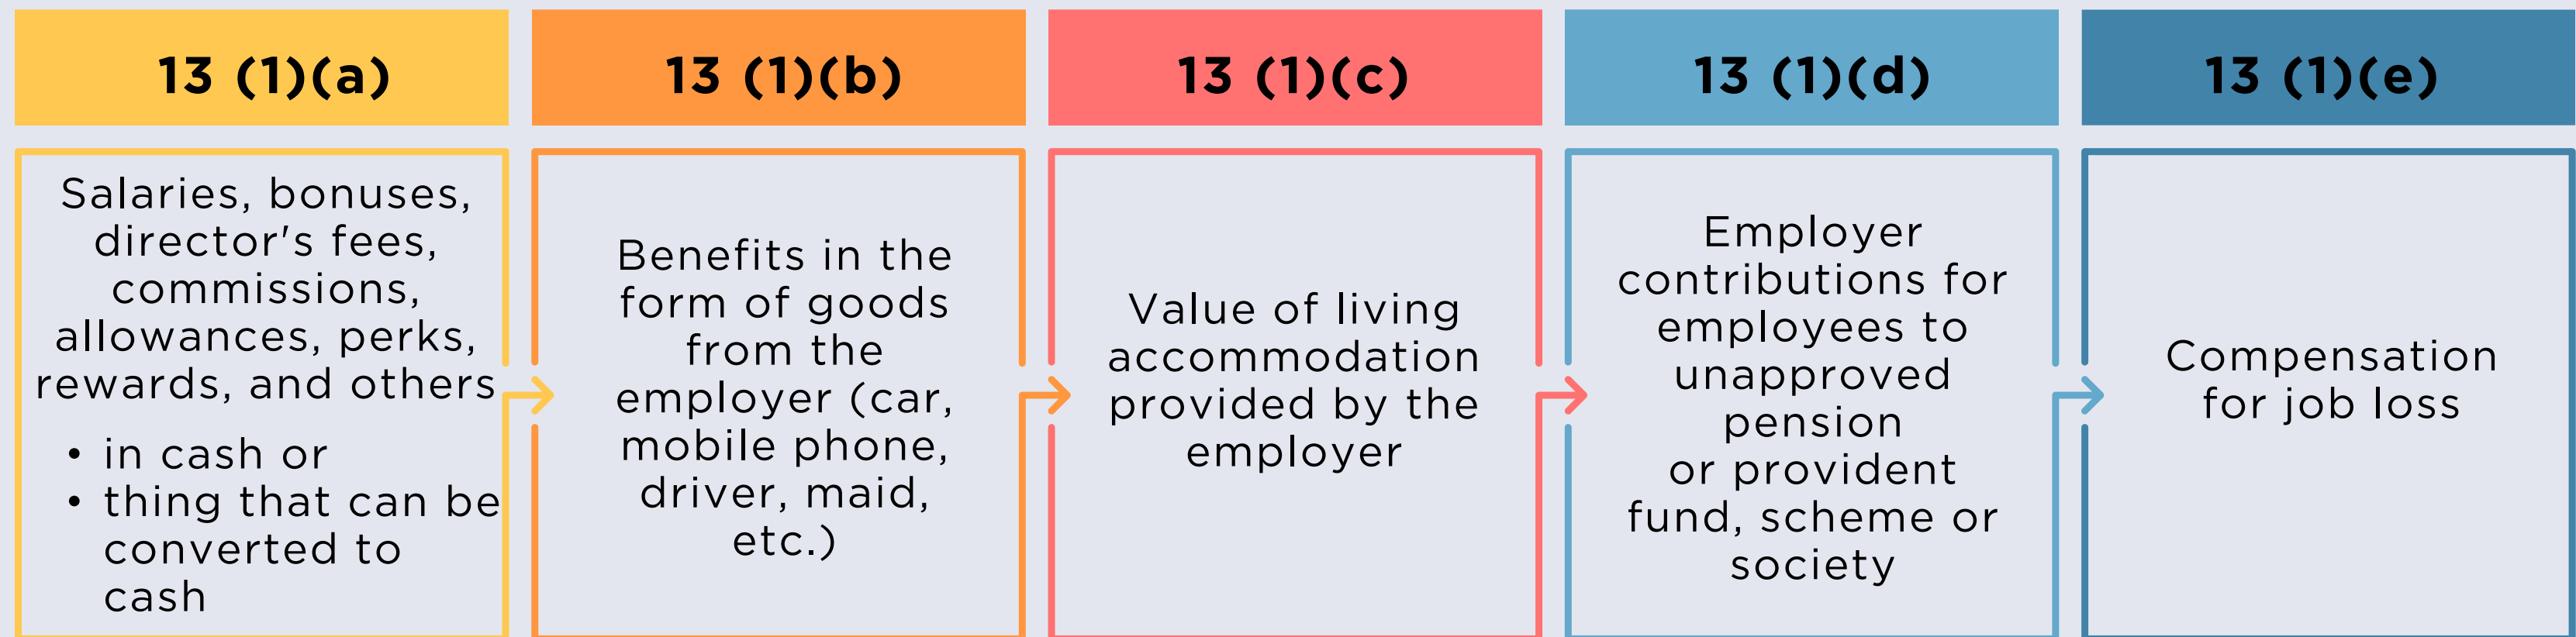 13 (1)(a)
Salaries, bonuses,
director's fees,
commissions,
allowances, perks,
rewards, and others
• in cash or
• thing that can be
converted to
cash
13 (1)(b)
Benefits in the
form of goods
from the
employer (car,
mobile phone,
driver, maid,
etc.)
13 (1)(c)
Value of living
accommodation
provided by the
employer
13 (1)(d)
Employer
contributions for
employees to
unapproved
pension
or provident
fund, scheme or
society
13 (1)(e)
Compensation
for job loss